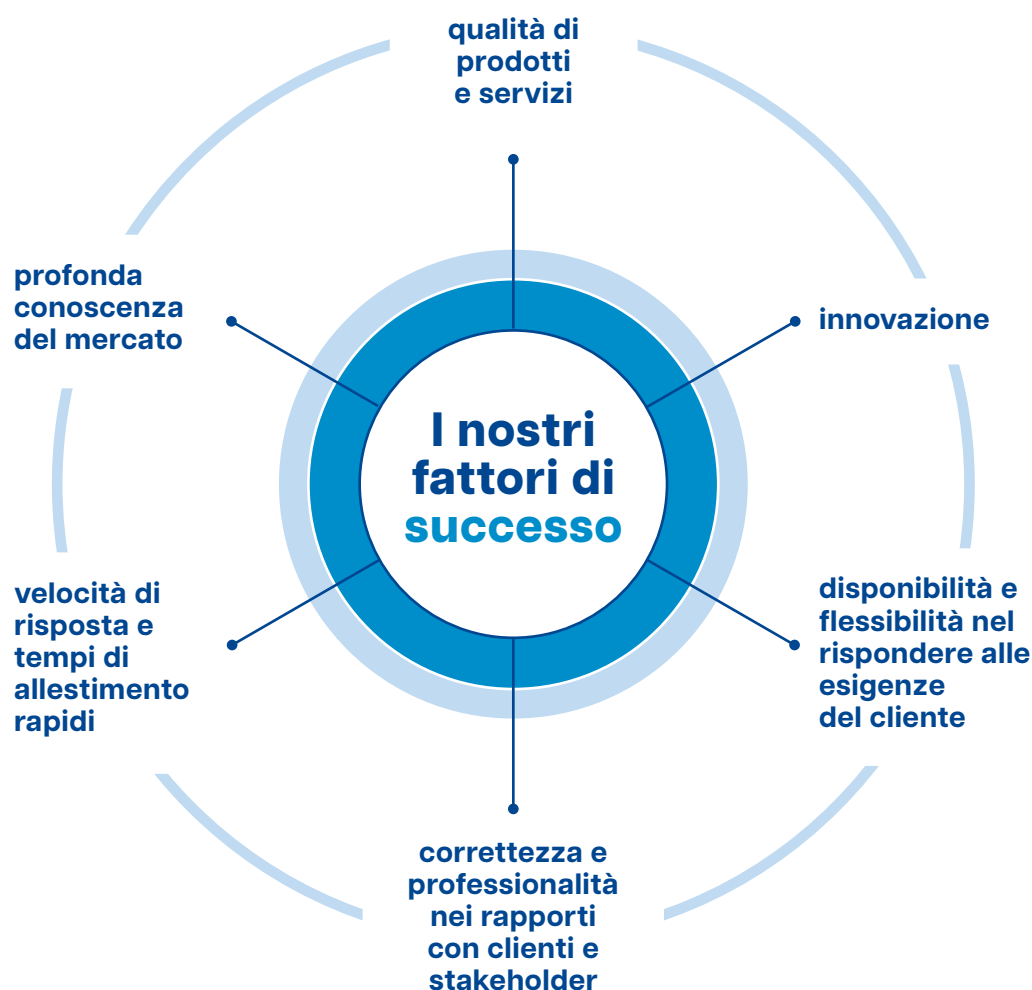 qualità di
prodotti
e servizi
innovazione
disponibilità e
flessibilità nel
rispondere alle
esigenze
del cliente
correttezza e
professionalità
nei rapporti
con clienti e
stakeholder
velocità di
risposta e
tempi di
allestimento
rapidi
profonda
conoscenza
del mercato
I nostri
fattori di
successo